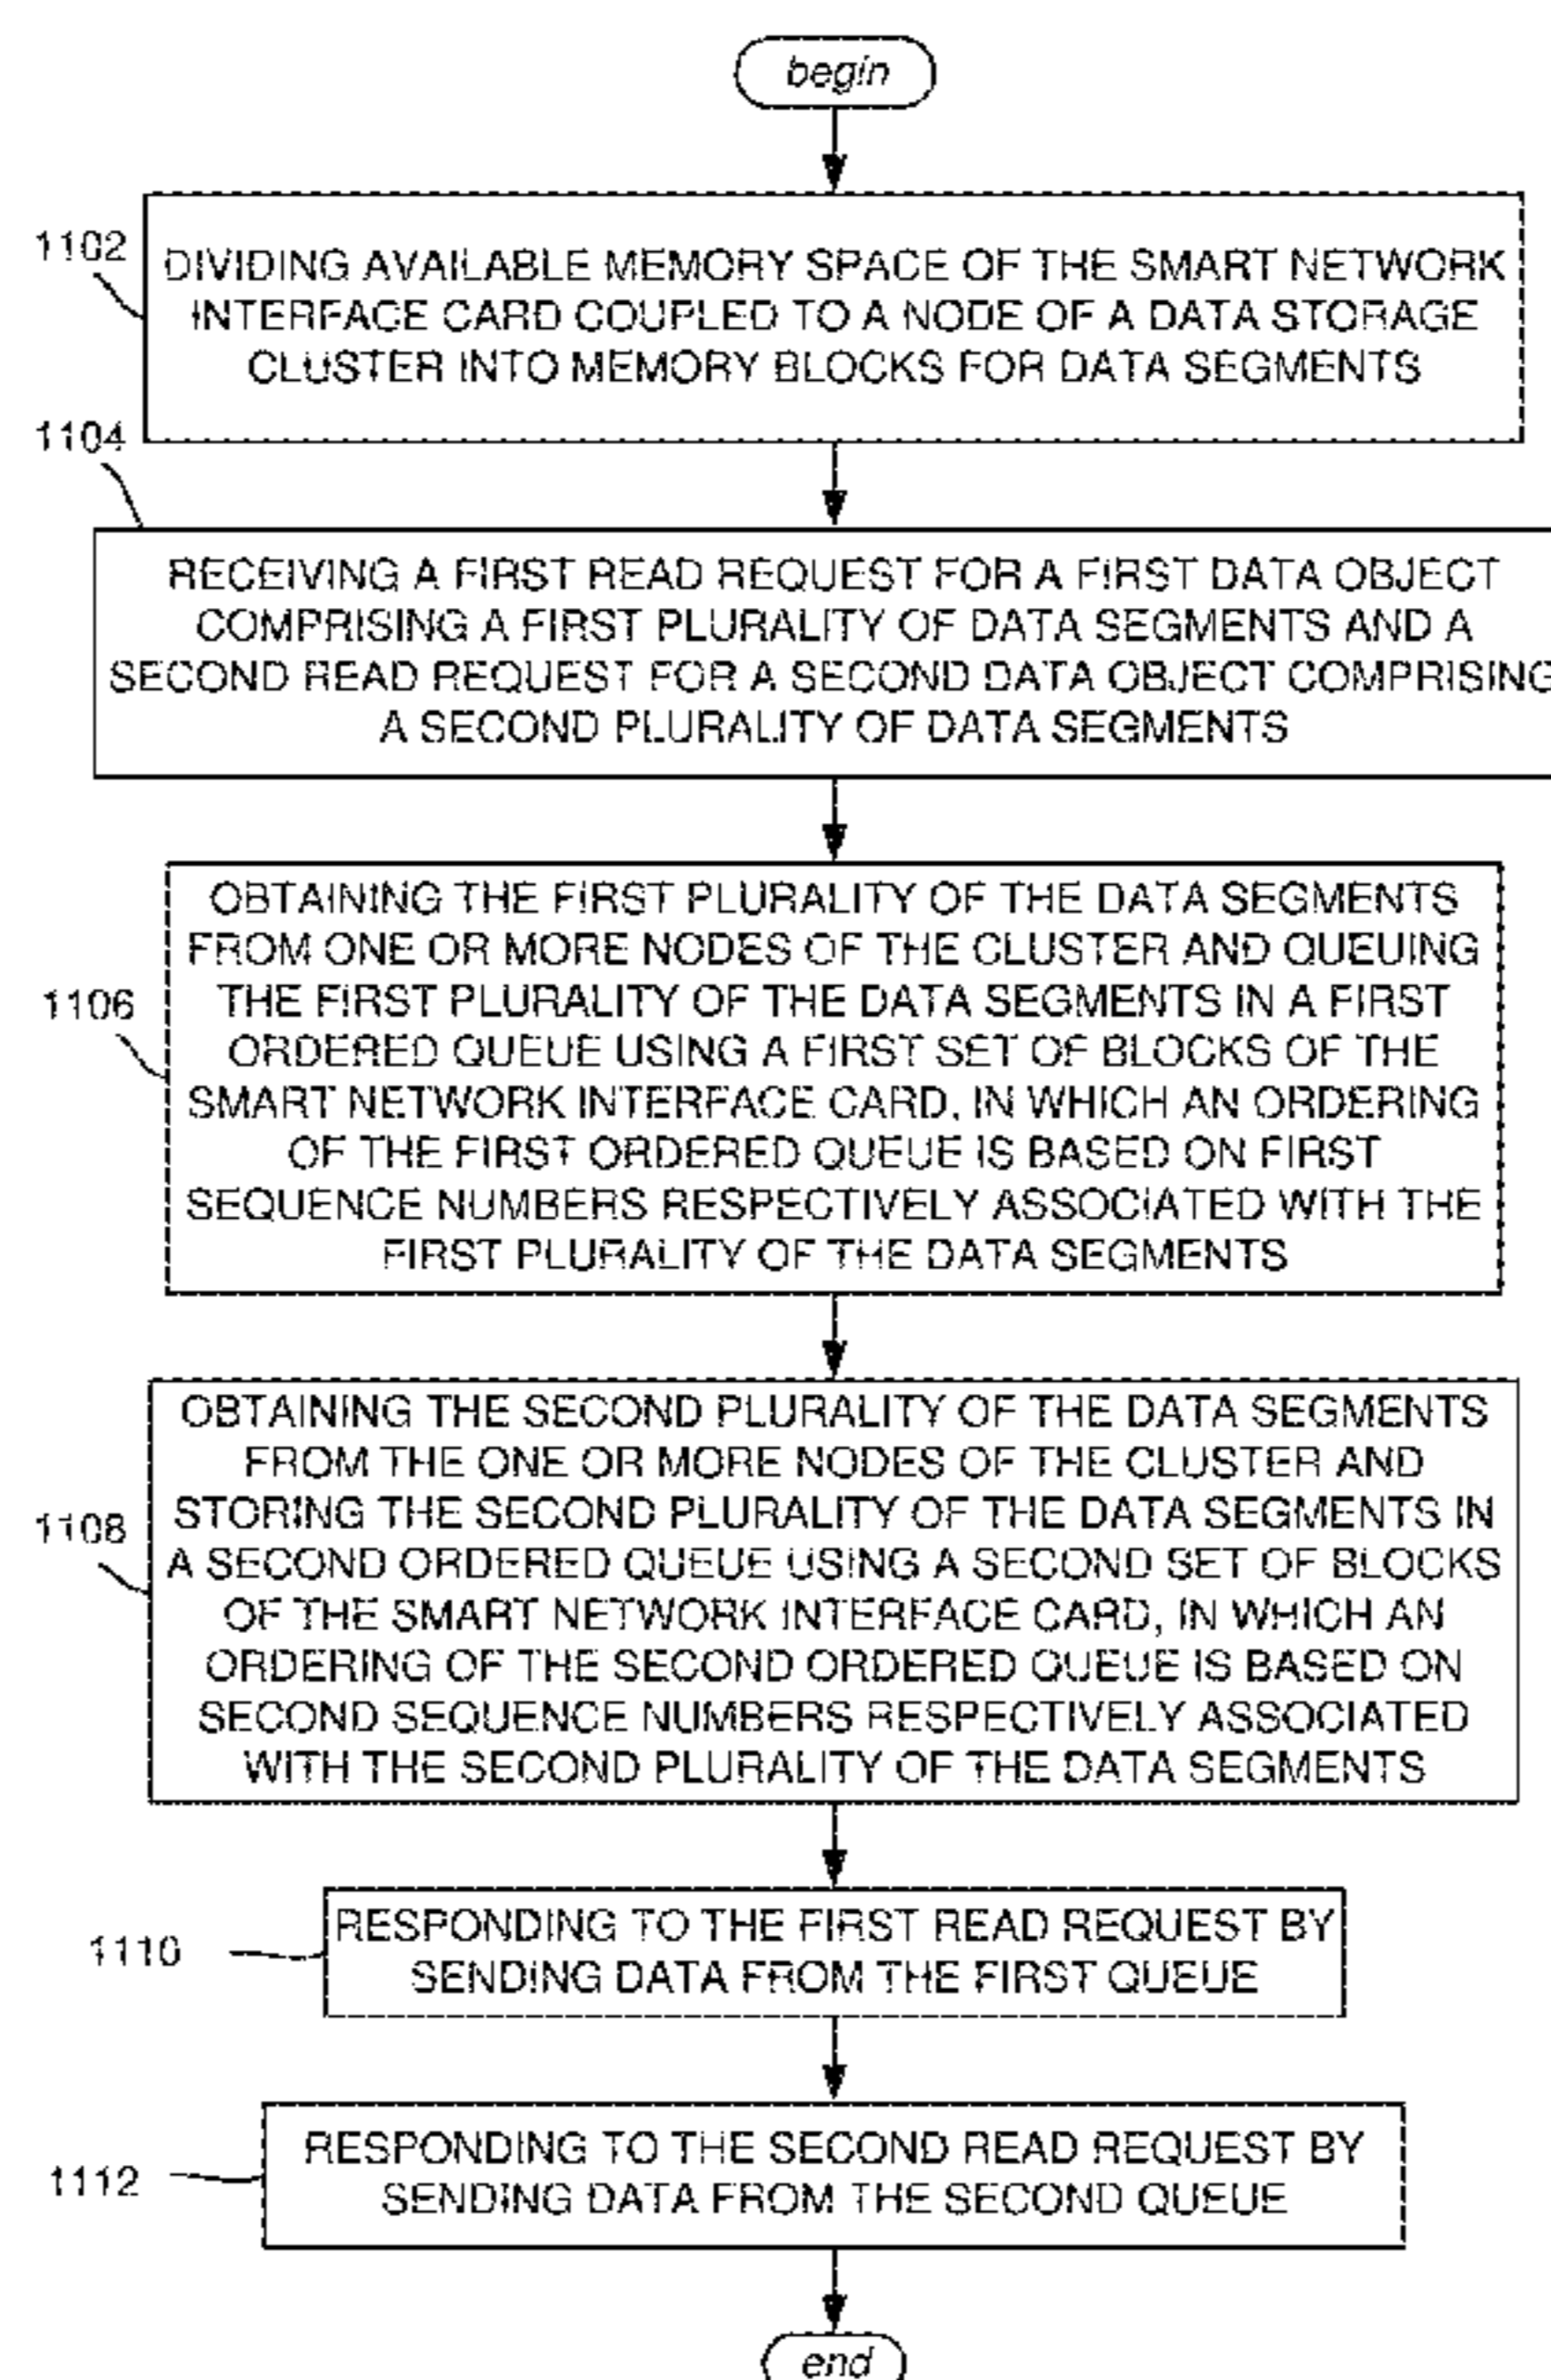 begin
1102
DIVIDING AVAILABLE MEMORY SPACE OF THE SMART NETWORK
INTERFACE CARD COUPLED TO A NODE OF A DATA STORAGE
CLUSTER INTO MEMORY BLOCKS FOR DATA SEGMENTS
1104
RECEIVING A FIRST READ REQUEST FOR A FIRST DATA OBJECT
COMPRISING A FIRST PLURALITY OF DATA SEGMENTS AND A
SECOND READ REQUEST FOR A SECOND DATA OBJECT COMPRISING
A SECOND PLURALITY OF DATA SEGMENTS
1106
OBTAINING THE FIRST PLURALITY OF THE DATA SEGMENTS
FROM ONE OR MORE NODES OF THE CLUSTER AND QUEUING
THE FIRST PLURALITY OF THE DATA SEGMENTS IN A FIRST
ORDERED QUEUE USING A FIRST SET OF BLOCKS OF THE
SMART NETWORK INTERFACE CARD, IN WHICH AN ORDERING
OF THE FIRST ORDERED QUEUE IS BASED ON FIRST
SEQUENCE NUMBERS RESPECTIVELY ASSOCIATED WITH THE
FIRST PLURALITY OF THE DATA SEGMENTS
1108
OBTAINING THE SECOND PLURALITY OF THE DATA SEGMENTS
FROM THE ONE OR MORE NODES OF THE CLUSTER AND
STORING THE SECOND PLURALITY OF THE DATA SEGMENTS IN
A SECOND ORDERED QUEUE USING A SECOND SET OF BLOCKS
OF THE SMART NETWORK INTERFACE CARD, IN WHICH AN
ORDERING OF THE SECOND ORDERED QUEUE IS BASED ON
SECOND SEQUENCE NUMBERS RESPECTIVELY ASSOCIATED
WITH THE SECOND PLURALITY OF THE DATA SEGMENTS
1110
RESPONDING TO THE FIRST READ REQUEST BY
SENDING DATA FROM THE FIRST QUEUE
1112
RESPONDING TO THE SECOND READ REQUEST BY
SENDING DATA FROM THE SECOND QUEUE
end